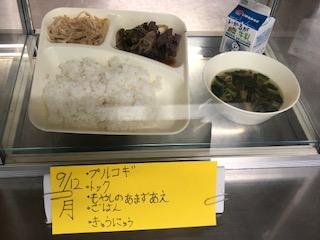 9/12
月
・プルコギ
・トック
・もやしのあまずあえ
・ごはん
・ぎゅうにゅう